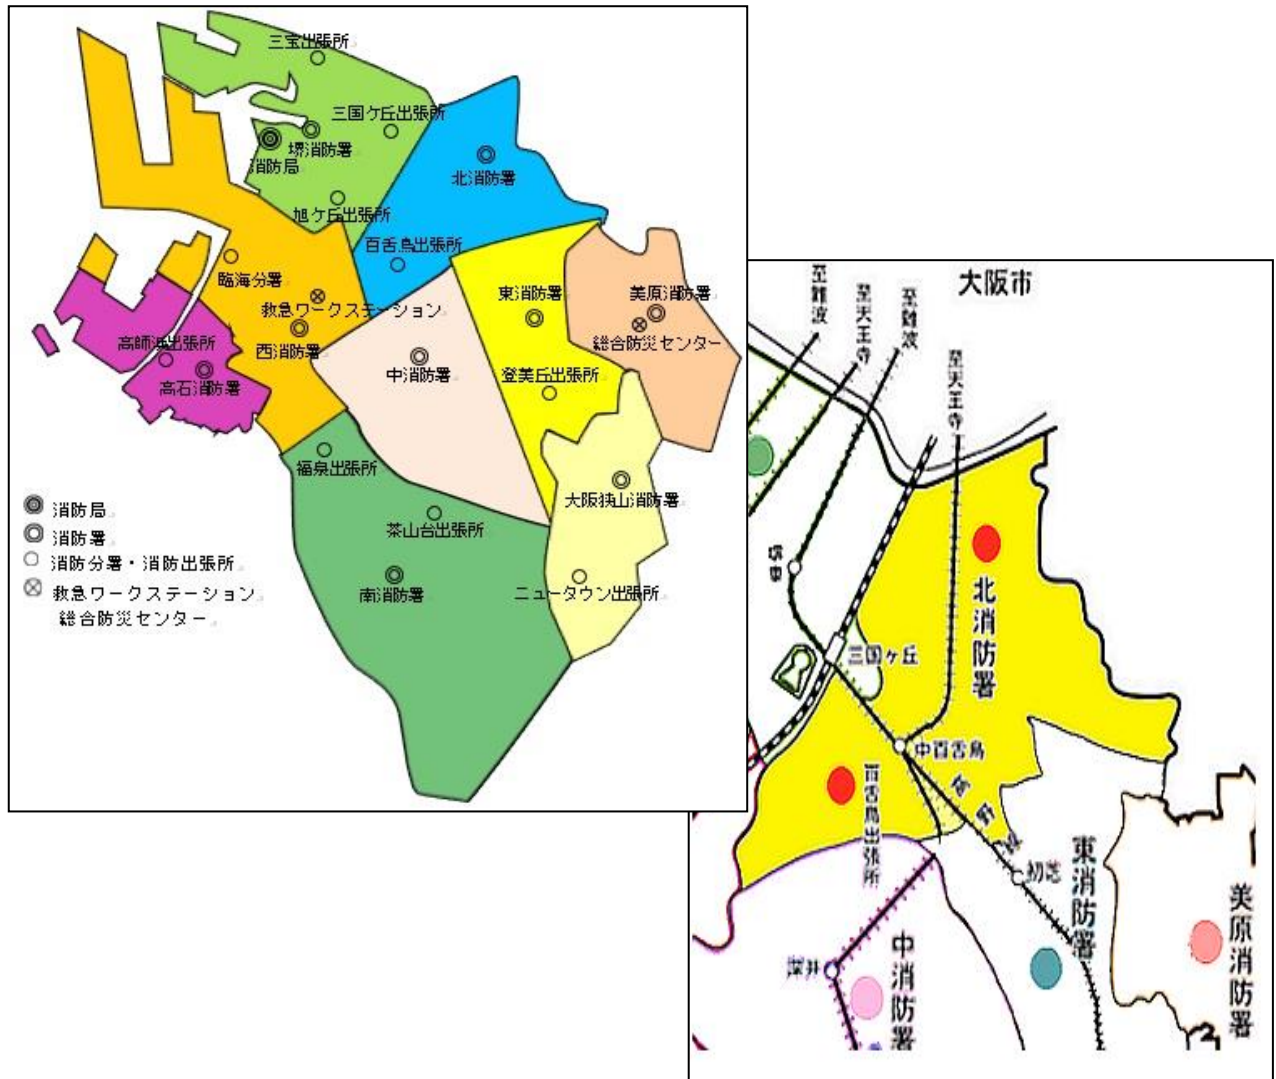 三宝出張所
三国ケ丘出張所
堺消防署
消防局
北消防署
旭ケ丘出張所
百舌鳥出張所
臨海分署
救急ワークステーション
東消防署
美原消防署
総合防災センター
高師浜出張所
西消防署
高石消防署
中消防署
登美丘出張所
福泉出張所
大阪狭山消防署
茶山台出張所
南消防署
ニュータウン出張所
消防局
消防署
消防分署・消防出張所
救急ワークステーション
総合防災センター
大阪市
至難波
至天王寺
至難波
至天王寺
堺東
北消防署
三国ヶ丘
中百舌鳥
百舌鳥出張所
高野線
初芝
東消防署
美原消防署
深井
中消防署